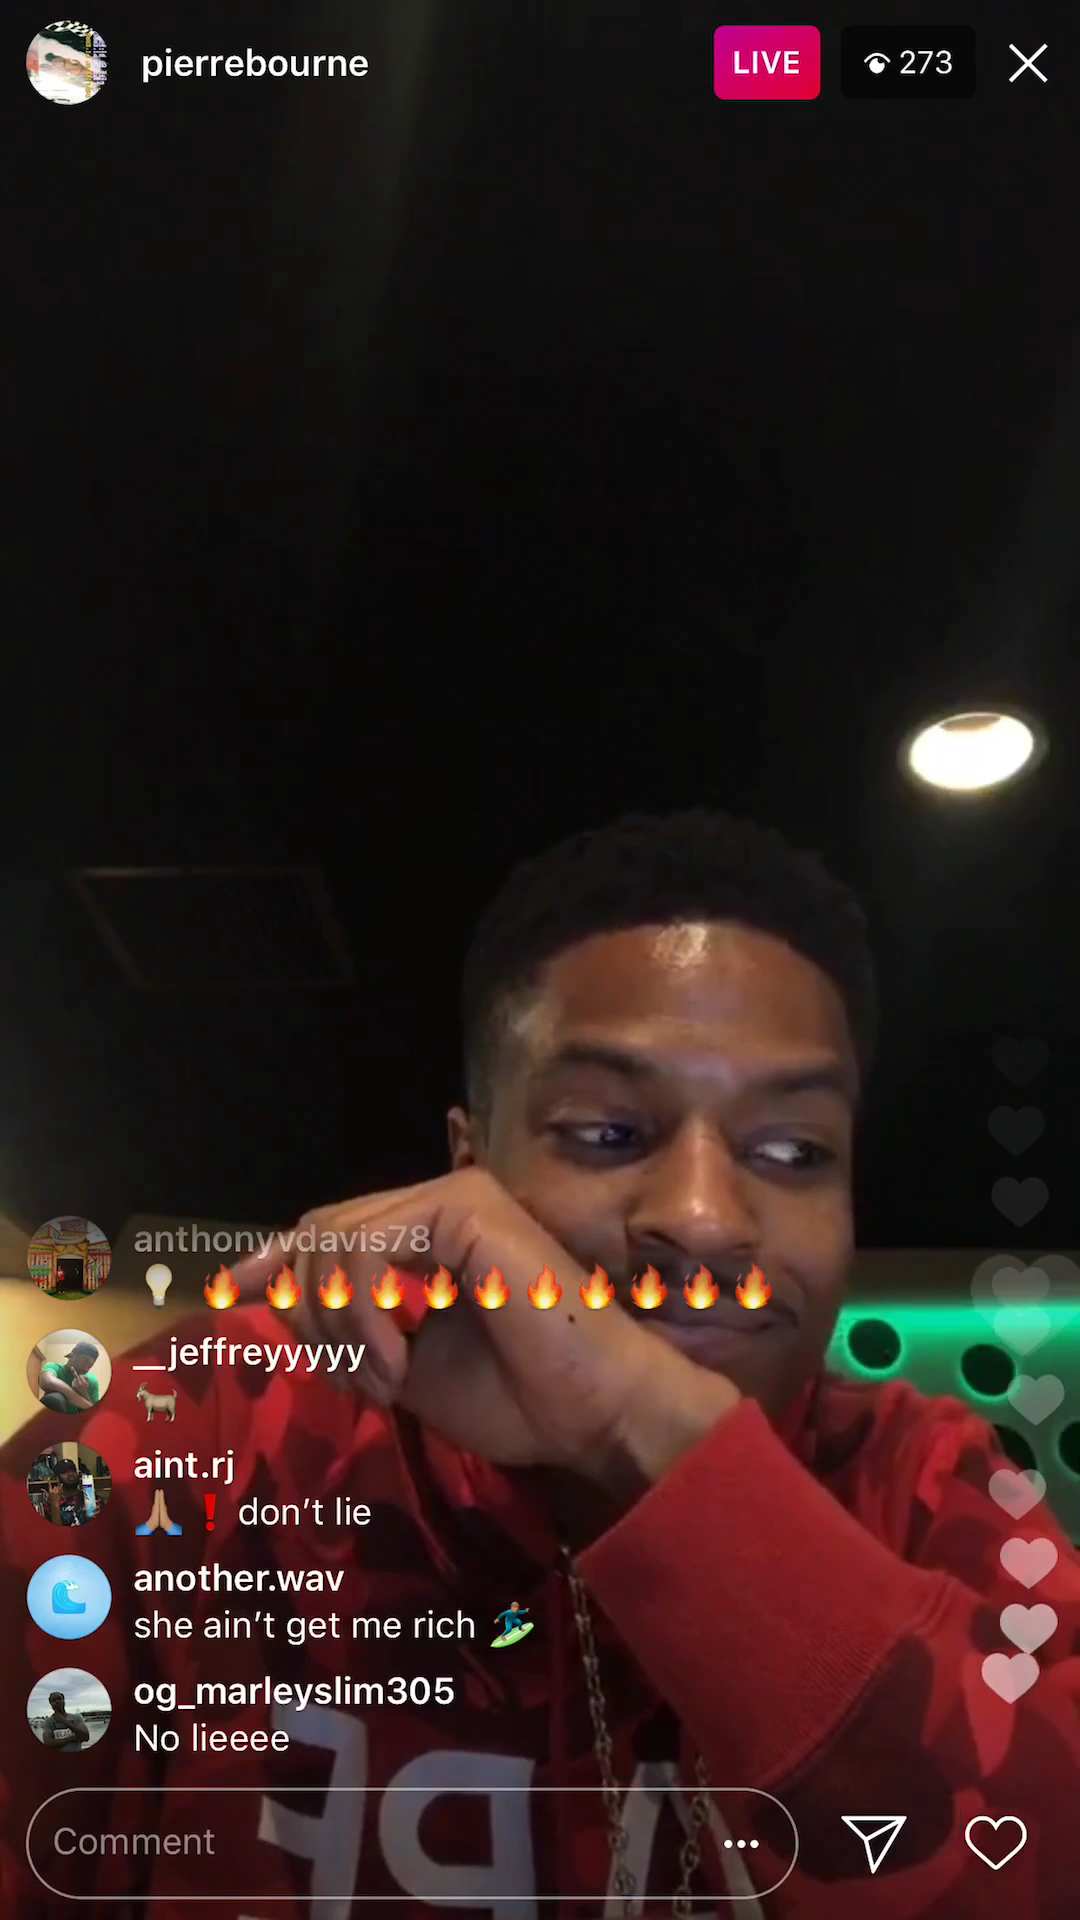 pierrebourne
LIVE
273
anthonyvdavis78
💡 🔥 🔥 🔥 🔥 🔥 🔥 🔥 🔥 🔥 🔥 🔥
__jeffreyyyyy
🐐
aint.rj
🙏🏽❗ don't lie
another.wav
she ain't get me rich 🏄🏽‍♂️
og_marleyslim305
No lieeee
Comment